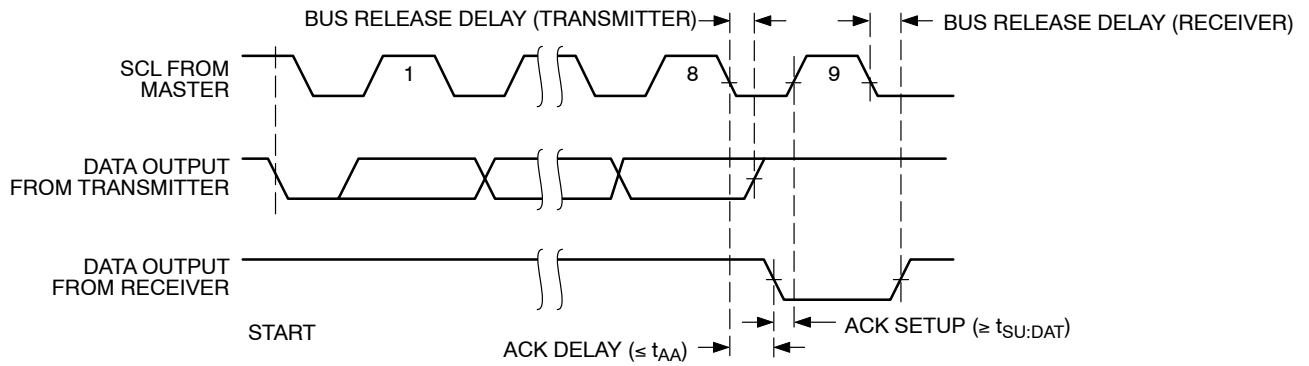 BUS RELEASE DELAY (TRANSMITTER)
BUS RELEASE DELAY (RECEIVER)
SCL FROM
MASTER
1
8
9
DATA OUTPUT
FROM TRANSMITTER
DATA OUTPUT
FROM RECEIVER
START
ACK SETUP (≥ tSU:DAT)
ACK DELAY (≤ tAA)